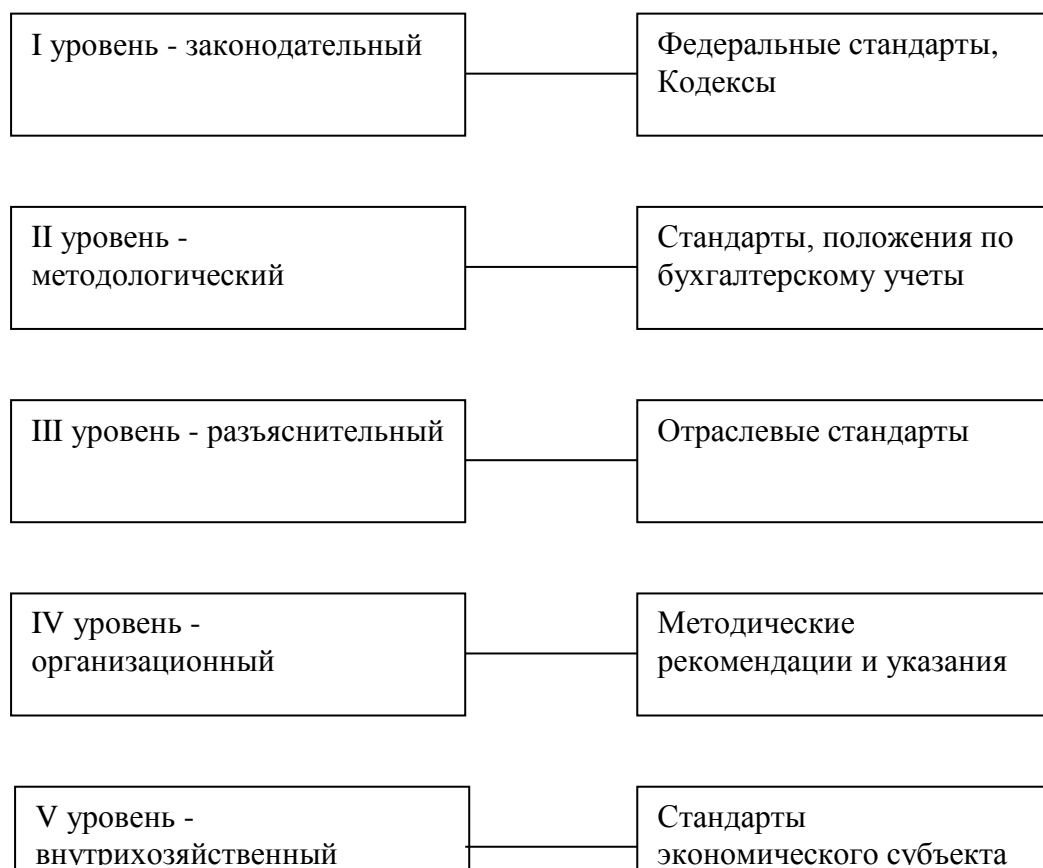 I уровень - законодательный
Федеральные стандарты,
Кодексы
II уровень -
методологический
Стандарты, положения по
бухгалтерскому учеты
III уровень - разъяснительный
Отраслевые стандарты
IV уровень -
организационный
Методические
рекомендации и указания
V уровень -
внутрихозяйственный
Стандарты
экономического субъекта